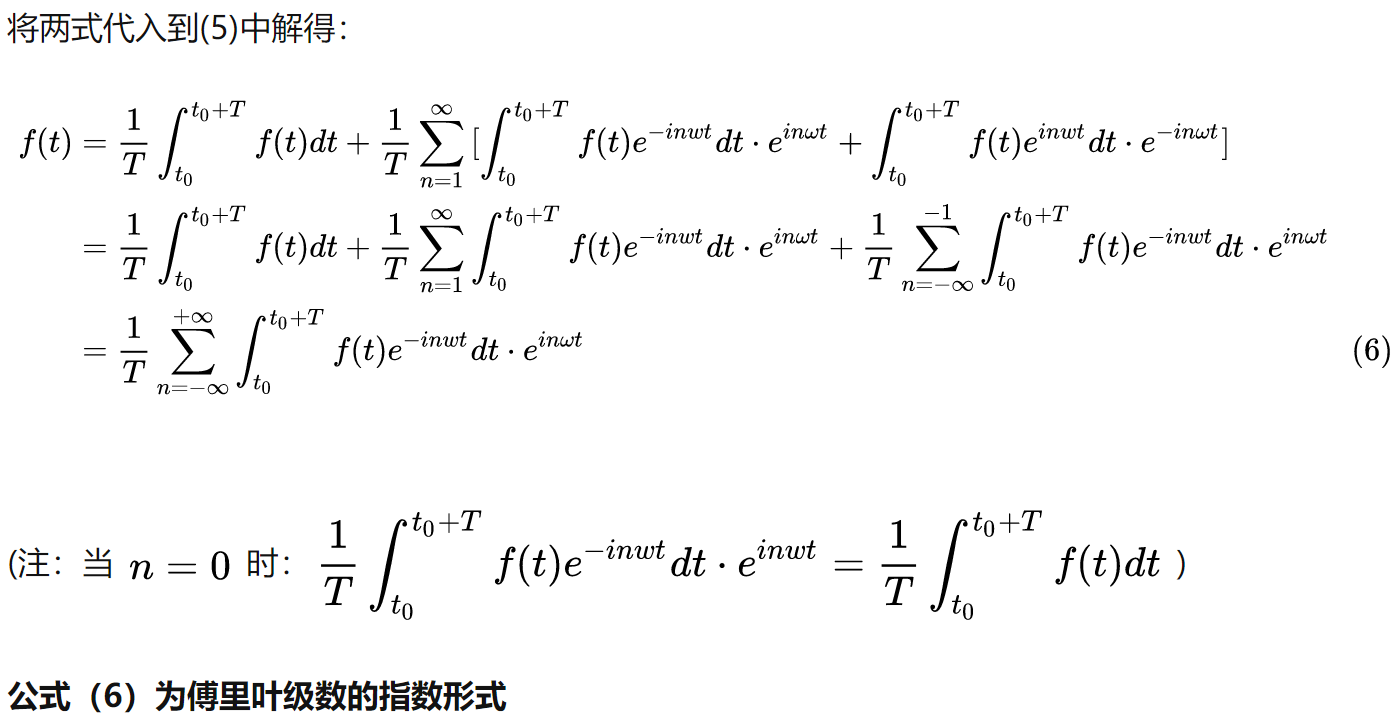 将两式代入到(5)中解得：
f(t) = \frac{1}{T} \int_{t_0}^{t_0+T} f(t)dt + \frac{1}{T} \sum_{n=1}^{\infty} [\int_{t_0}^{t_0+T} f(t)e^{-inwt}dt \cdot e^{in\omega t} + \int_{t_0}^{t_0+T} f(t)e^{inwt}dt \cdot e^{-in\omega t}]
= \frac{1}{T} \int_{t_0}^{t_0+T} f(t)dt + \frac{1}{T} \sum_{n=1}^{\infty} \int_{t_0}^{t_0+T} f(t)e^{-inwt}dt \cdot e^{in\omega t} + \frac{1}{T} \sum_{n=-\infty}^{-1} \int_{t_0}^{t_0+T} f(t)e^{-inwt}dt \cdot e^{in\omega t}
= \frac{1}{T} \sum_{n=-\infty}^{+\infty} \int_{t_0}^{t_0+T} f(t)e^{-inwt}dt \cdot e^{in\omega t} (6)
(注：当 n = 0 时： \frac{1}{T} \int_{t_0}^{t_0+T} f(t)e^{-inwt}dt \cdot e^{inwt} = \frac{1}{T} \int_{t_0}^{t_0+T} f(t)dt )
公式（6）为傅里叶级数的指数形式